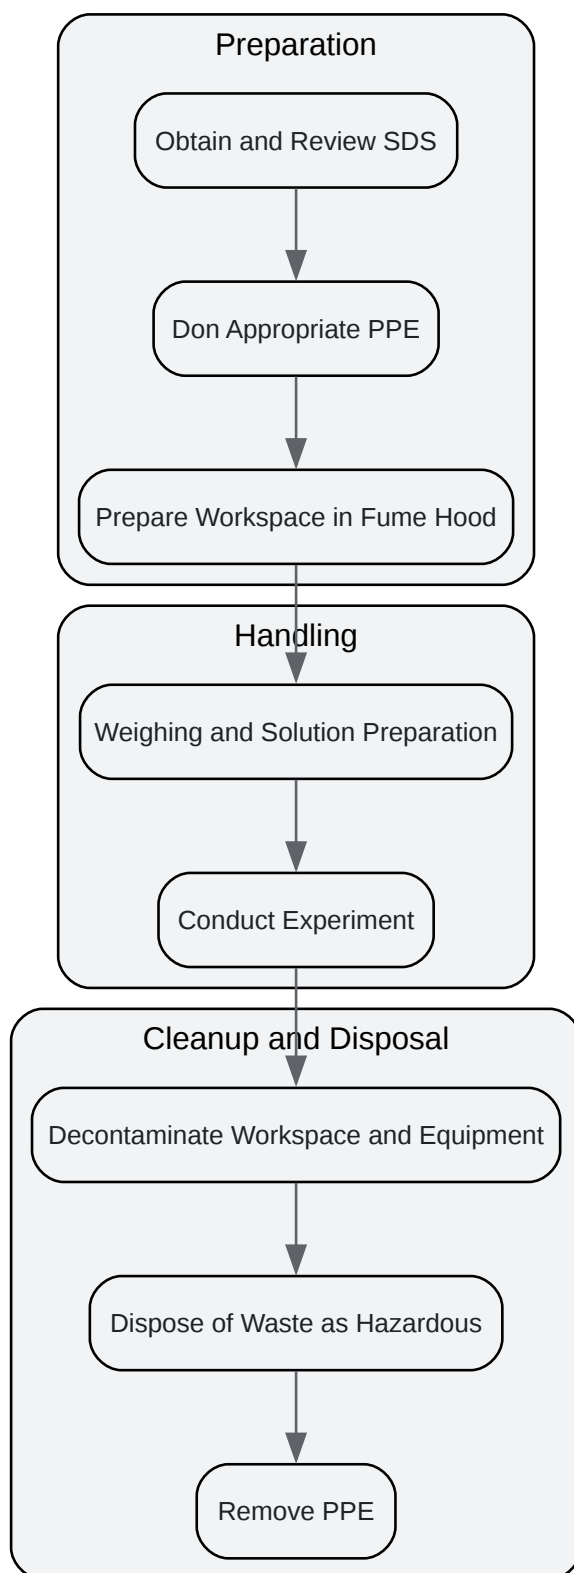 Preparation
Obtain and Review SDS
Don Appropriate PPE
Prepare Workspace in Fume Hood
Handling
Weighing and Solution Preparation
Conduct Experiment
Cleanup and Disposal
Decontaminate Workspace and Equipment
Dispose of Waste as Hazardous
Remove PPE